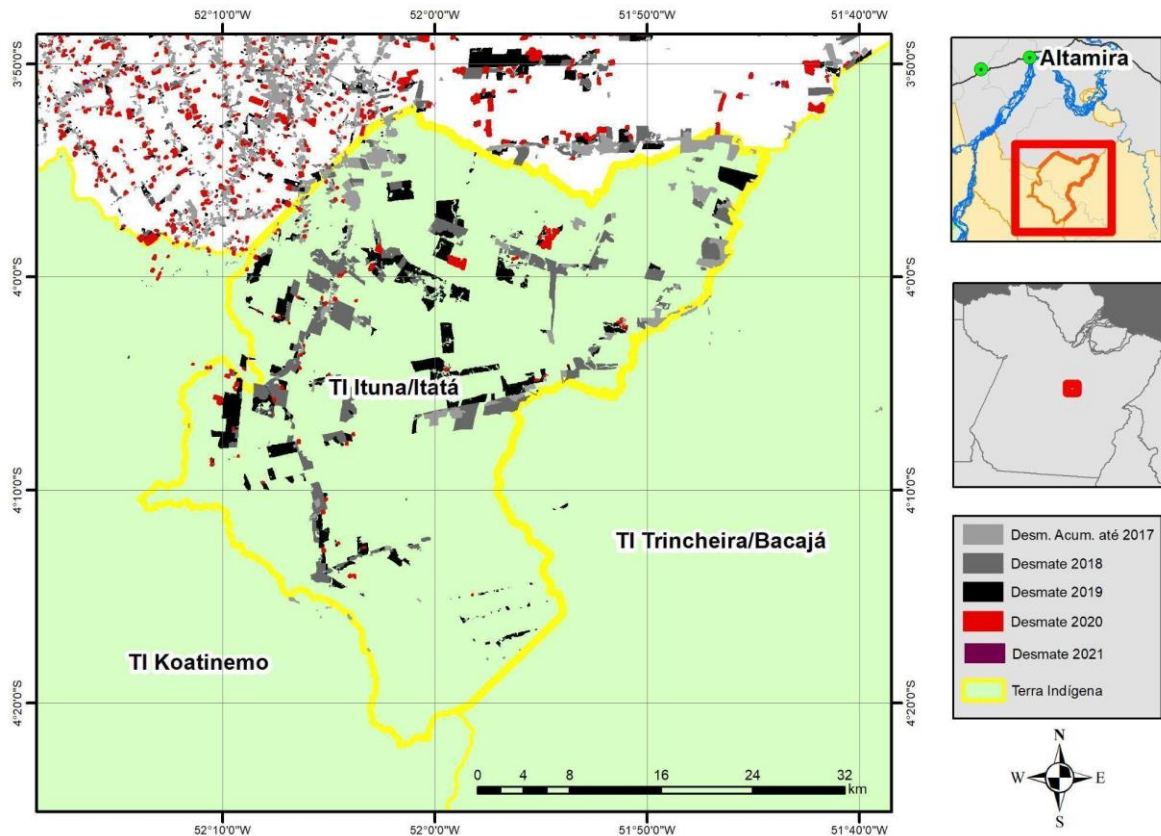 52°10'0"W
52°0'0"W
51°50'0"W
51°40'0"W
3°50'0"S
3°50'0"S
Altamira
4°0'0"S
4°0'0"S
TI Ituna/Itatá
4°10'0"S
4°10'0"S
TI Trincheira/Bacajá
TI Koatinemo
4°20'0"S
4°20'0"S
0 4 8 16 24 32
km
52°10'0"W
52°0'0"W
51°50'0"W
51°40'0"W
Desm. Acum. até 2017
Desmate 2018
Desmate 2019
Desmate 2020
Desmate 2021
Terra Indígena
N
W E
S